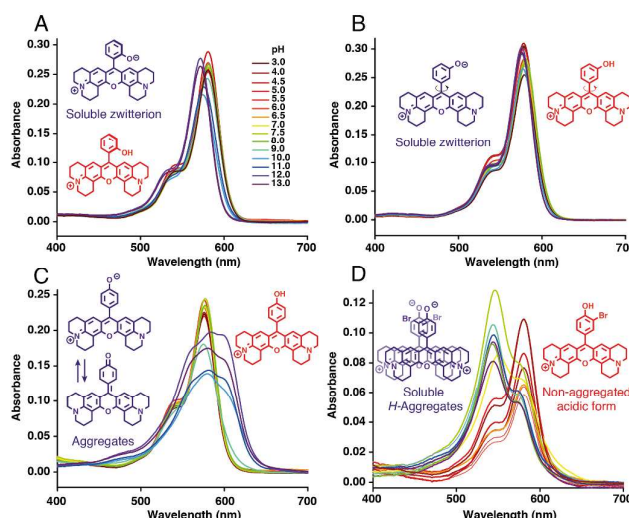 A
0.30
0.25
0.20
0.15
0.10
0.05
0.00
Absorbance
400
500
600
700
Wavelength (nm)
O⊖
N
⊕
O
N
Soluble zwitterion
OH
N
⊕
O
N
pH
3.0
4.0
4.5
5.0
5.5
6.0
6.5
7.0
7.5
0.0
9.0
10.0
11.0
12.0
13.0
B
0.30
0.25
0.20
0.15
0.10
0.05
0.00
Absorbance
400
500
600
700
Wavelength (nm)
O⊖
N
⊕
O
N
Soluble zwitterion
OH
N
⊕
O
N
C
0.25
0.20
0.15
0.10
0.05
0.00
Absorbance
400
500
600
700
Wavelength (nm)
O⊖
N
⊕
O
N
O
N
O
N
Aggregates
OH
N
⊕
O
N
D
0.12
0.10
0.08
0.06
0.04
0.02
0.00
Absorbance
400
500
600
700
Wavelength (nm)
⊖ ⊖
O O
Br Br
N
⊕
N
⊕
Soluble
H-Aggregates
OH
Br
N
⊕
O
N
Non-aggregated
acidic form